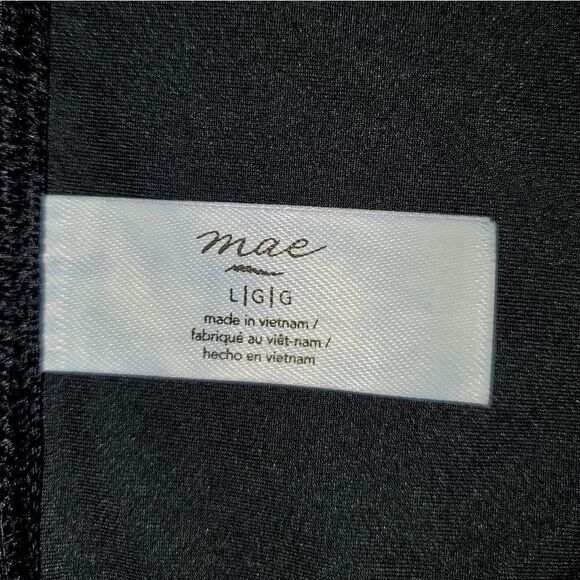 mae
L|G|G
made in vietnam /
fabriqué au viêt-nam /
hecho en vietnam